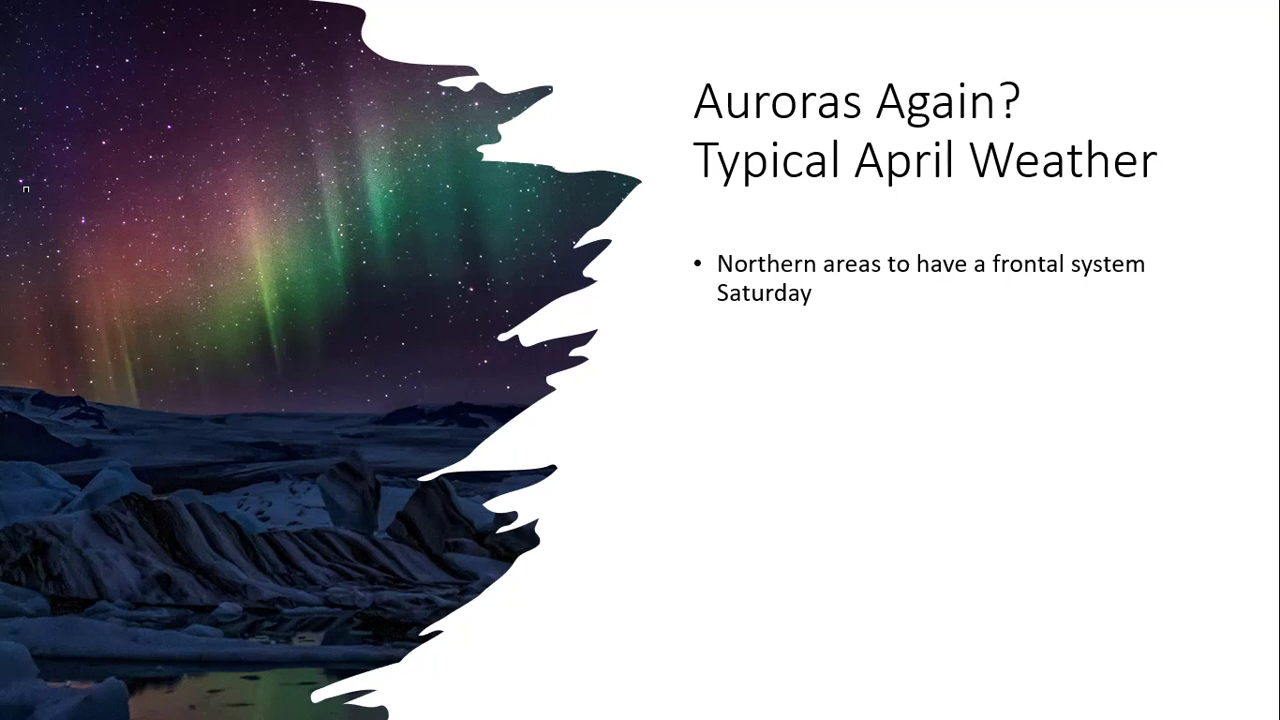 Auroras Again?
Typical April Weather
• Northern areas to have a frontal system
Saturday